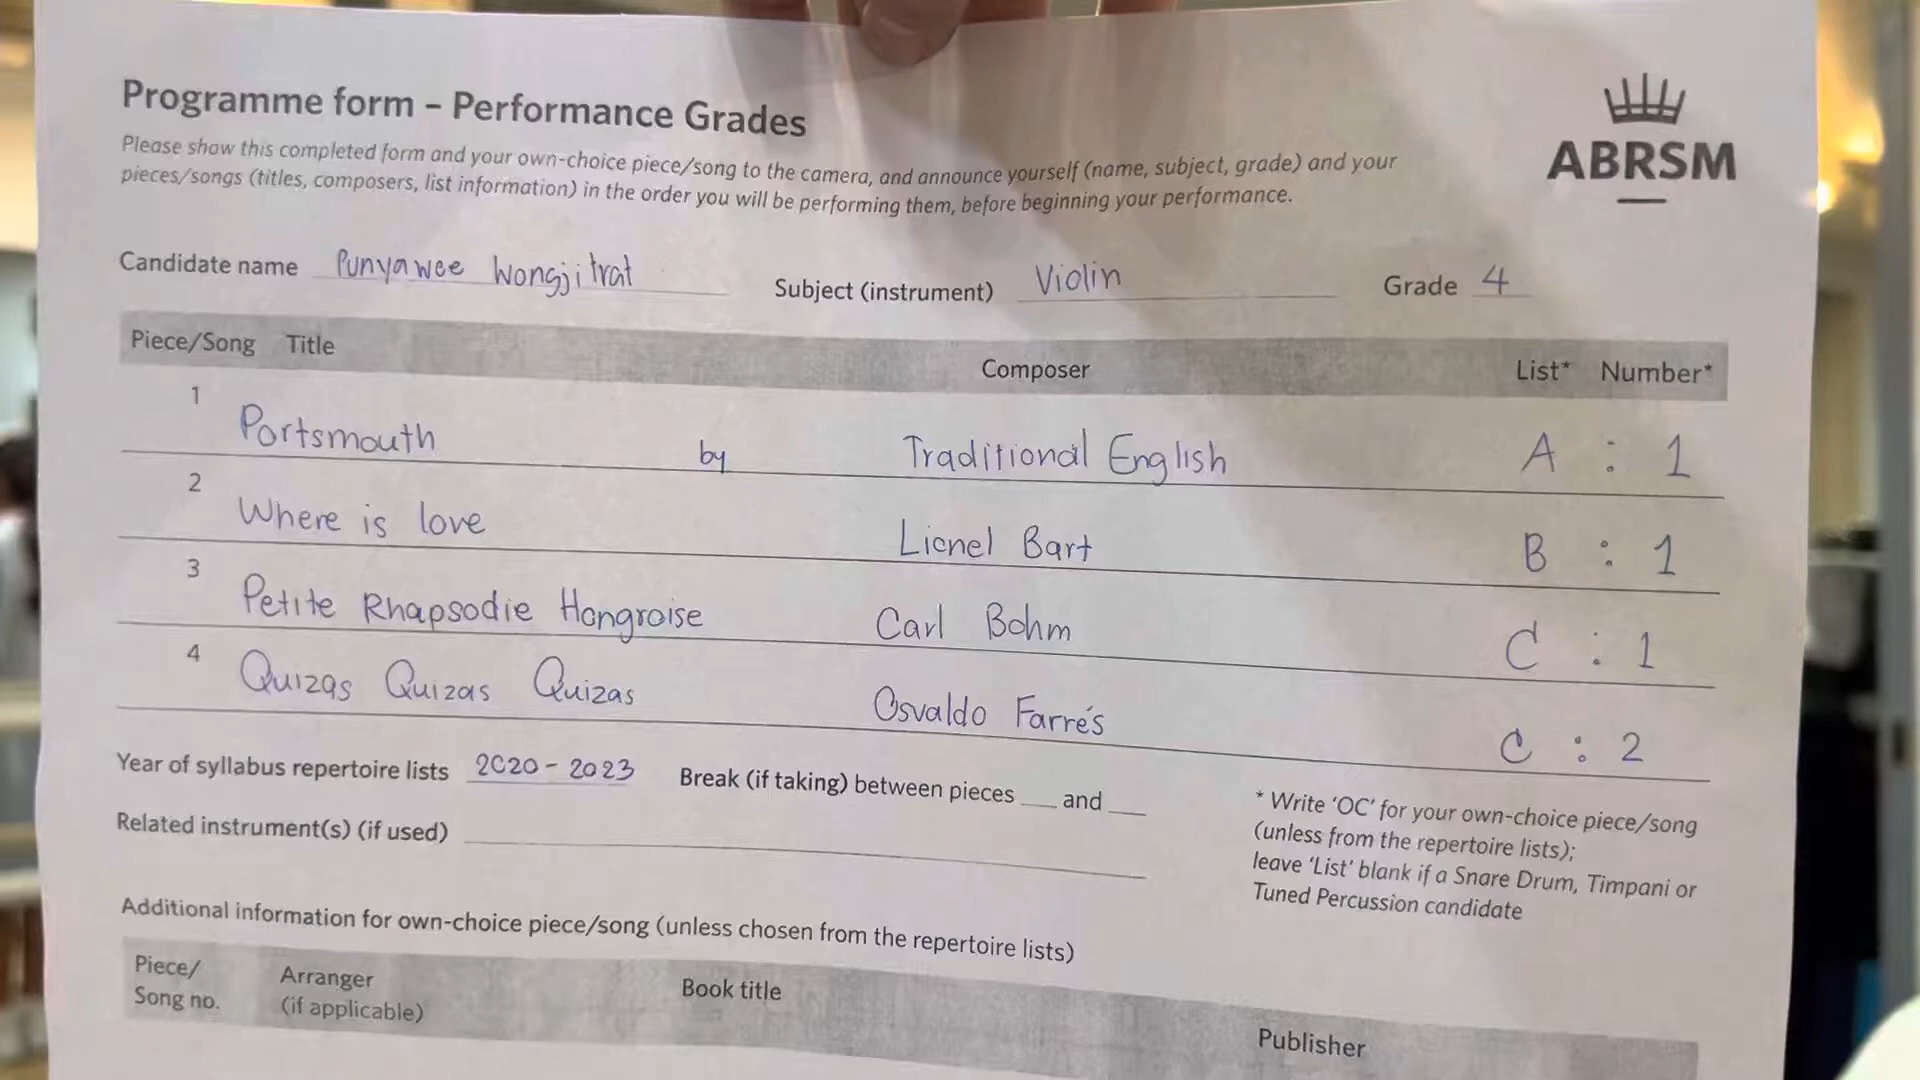 Programme form – Performance Grades
ABRSM
Please show this completed form and your own-choice piece/song to the camera, and announce yourself (name, subject, grade) and your
pieces/songs (titles, composers, list information) in the order you will be performing them, before beginning your performance.
Candidate name Punyawee Wongjitrat Subject (instrument) Violin Grade 4
Piece/Song Title Composer List* Number*
1 Portsmouth by Traditional English A : 1
2 Where is love Lionel Bart B : 1
3 Petite Rhapsodie Hongroise Carl Bohm C : 1
4 Quizas Quizas Quizas Osvaldo Farrés C : 2
Year of syllabus repertoire lists 2020 - 2023 Break (if taking) between pieces ___ and ___
Related instrument(s) (if used)
* Write 'OC' for your own-choice piece/song
(unless from the repertoire lists);
leave 'List' blank if a Snare Drum, Timpani or
Tuned Percussion candidate
Additional information for own-choice piece/song (unless chosen from the repertoire lists)
Piece/
Song no. Arranger
(if applicable) Book title Publisher